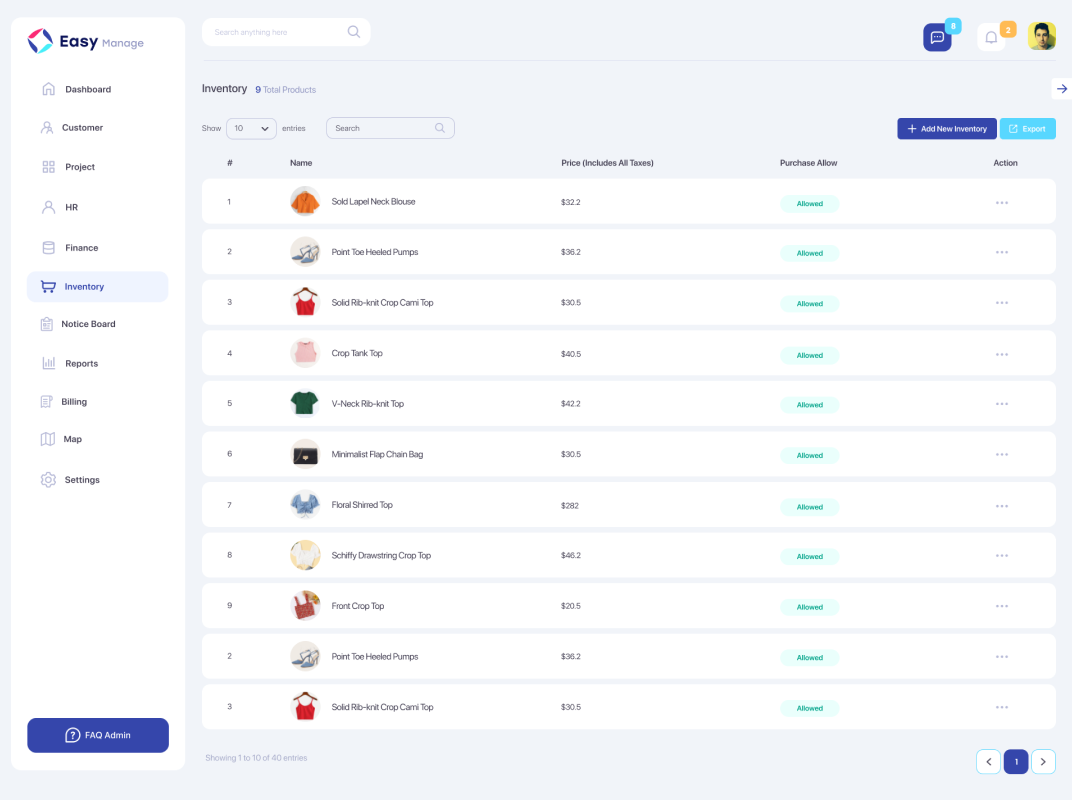 Easy Manage
Search anything here
8
2
Dashboard
Customer
Project
HR
Finance
Inventory
Notice Board
Reports
Billing
Map
Settings
? FAQ Admin
Inventory 9 Total Products
Show 10 entries Search + Add New Inventory Export
# Name Price (Includes All Taxes) Purchase Allow Action
1 Sold Lapel Neck Blouse $32.2 Allowed
2 Point Toe Heeled Pumps $36.2 Allowed
3 Solid Rib-knit Crop Cami Top $30.5 Allowed
4 Crop Tank Top $40.5 Allowed
5 V-Neck Rib-knit Top $42.2 Allowed
6 Minimalist Flap Chain Bag $30.5 Allowed
7 Floral Shirred Top $282 Allowed
8 Schiffy Drawstring Crop Top $46.2 Allowed
9 Front Crop Top $20.5 Allowed
2 Point Toe Heeled Pumps $36.2 Allowed
3 Solid Rib-knit Crop Cami Top $30.5 Allowed
Showing 1 to 10 of 40 entries
1